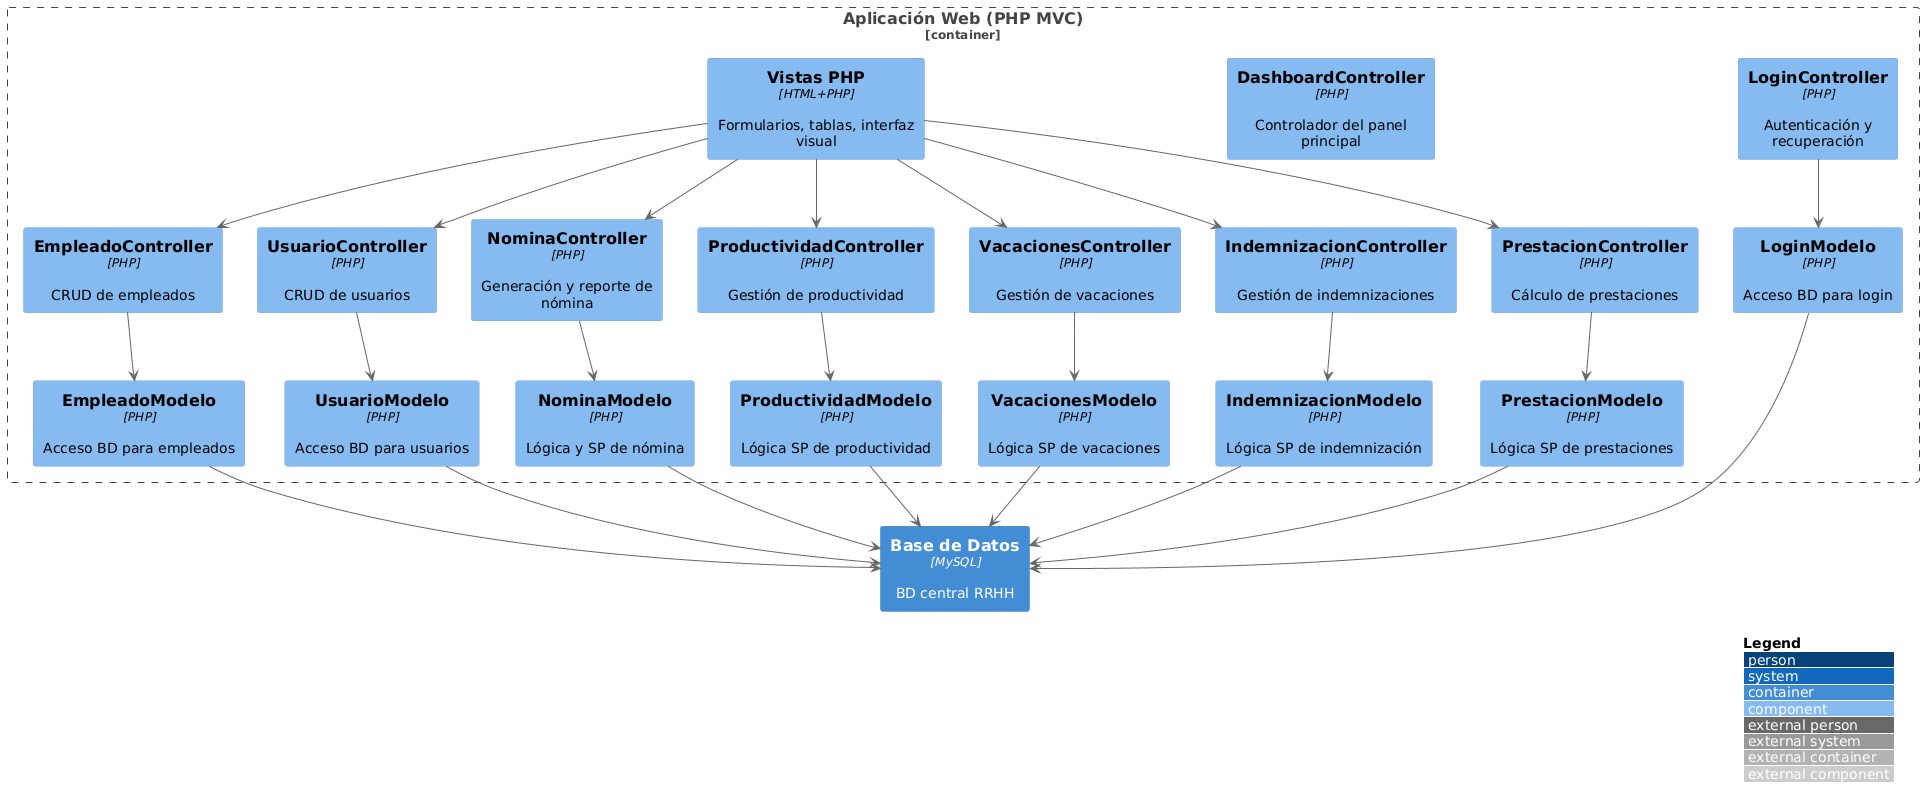 Aplicación Web (PHP MVC)
[container]
Vistas PHP
[HTML+PHP]
Formularios, tablas, interfaz
visual
DashboardController
[PHP]
Controlador del panel
principal
LoginController
[PHP]
Autenticación y
recuperación
EmpleadoController
[PHP]
CRUD de empleados
UsuarioController
[PHP]
CRUD de usuarios
NominaController
[PHP]
Generación y reporte de
nómina
ProductividadController
[PHP]
Gestión de productividad
VacacionesController
[PHP]
Gestión de vacaciones
IndemnizacionController
[PHP]
Gestión de indemnizaciones
PrestacionController
[PHP]
Cálculo de prestaciones
LoginModelo
[PHP]
Acceso BD para login
EmpleadoModelo
[PHP]
Acceso BD para empleados
UsuarioModelo
[PHP]
Acceso BD para usuarios
NominaModelo
[PHP]
Lógica y SP de nómina
ProductividadModelo
[PHP]
Lógica SP de productividad
VacacionesModelo
[PHP]
Lógica SP de vacaciones
IndemnizacionModelo
[PHP]
Lógica SP de indemnización
PrestacionModelo
[PHP]
Lógica SP de prestaciones
Base de Datos
[MySQL]
BD central RRHH
Legend
person
system
container
component
external person
external system
external container
external component